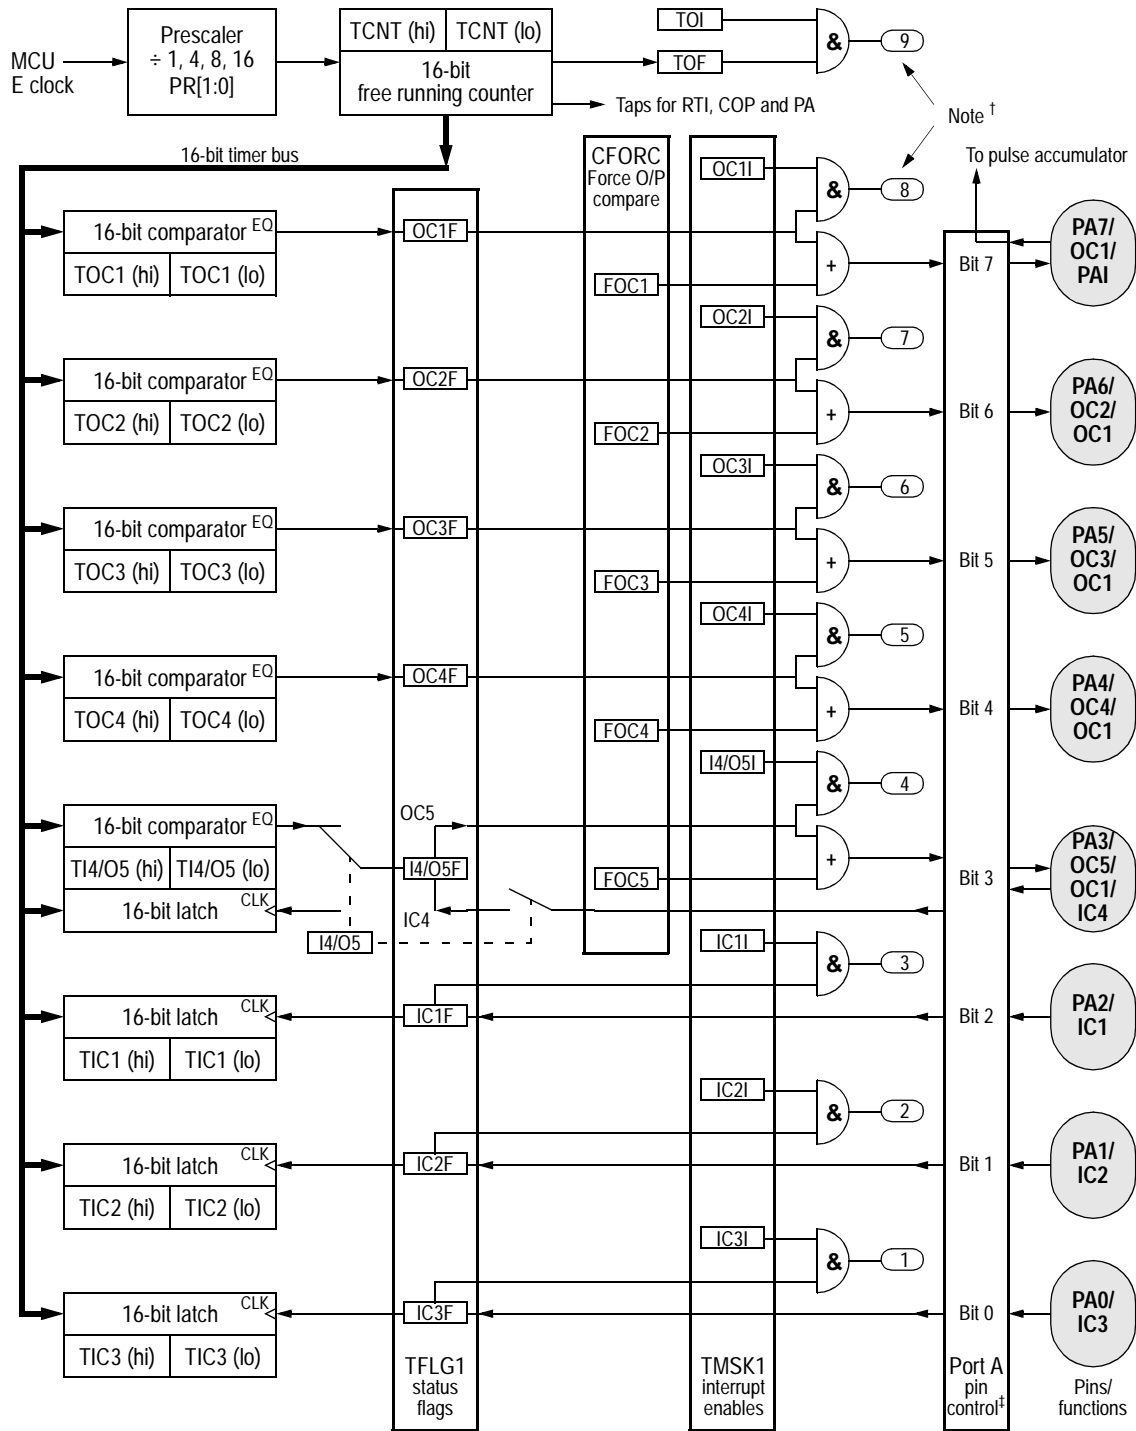 MCU
E clock
Prescaler
÷ 1, 4, 8, 16
PR[1:0]
TCNT (hi) TCNT (lo)
16-bit
free running counter
TOI
TOF
&
9
Taps for RTI, COP and PA
Note †
16-bit timer bus
CFORC
Force O/P
compare
OC1I
&
8
To pulse accumulator
16-bit comparator EQ
TOC1 (hi) TOC1 (lo)
OC1F
FOC1
+
Bit 7
PA7/
OC1/
PAI
OC2I
&
7
16-bit comparator EQ
TOC2 (hi) TOC2 (lo)
OC2F
FOC2
+
Bit 6
PA6/
OC2/
OC1
OC3I
&
6
16-bit comparator EQ
TOC3 (hi) TOC3 (lo)
OC3F
FOC3
+
Bit 5
PA5/
OC3/
OC1
OC4I
&
5
16-bit comparator EQ
TOC4 (hi) TOC4 (lo)
OC4F
FOC4
+
Bit 4
PA4/
OC4/
OC1
I4/O5I
&
4
16-bit comparator EQ
TI4/O5 (hi) TI4/O5 (lo)
16-bit latch CLK
OC5
I4/O5F
IC4
I4/O5
FOC5
+
Bit 3
PA3/
OC5/
OC1/
IC4
IC1I
&
3
16-bit latch CLK
TIC1 (hi) TIC1 (lo)
IC1F
Bit 2
PA2/
IC1
IC2I
&
2
16-bit latch CLK
TIC2 (hi) TIC2 (lo)
IC2F
Bit 1
PA1/
IC2
IC3I
&
1
16-bit latch CLK
TIC3 (hi) TIC3 (lo)
IC3F
Bit 0
PA0/
IC3
TFLG1
status
flags
TMSK1
interrupt
enables
Port A
pin
control‡
Pins/
functions